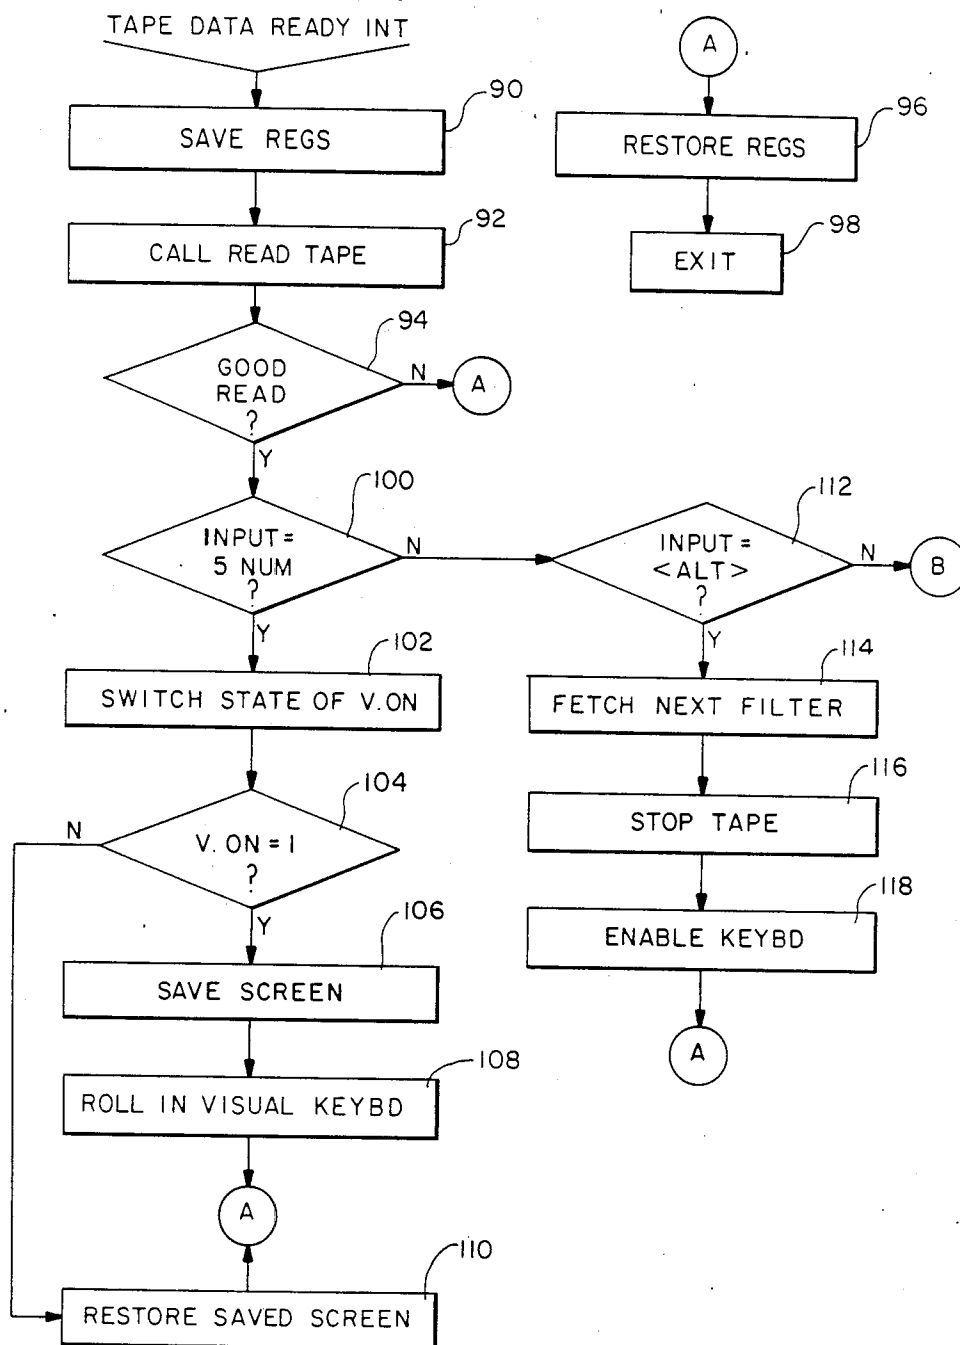 TAPE DATA READY INT
90
SAVE REGS
92
CALL READ TAPE
94
GOOD
READ
?
N
A
Y
100
INPUT=
5 NUM
?
N
Y
102
SWITCH STATE OF V.ON
104
N
V. ON = 1
?
Y
106
SAVE SCREEN
108
ROLL IN VISUAL KEYBD
A
110
RESTORE SAVED SCREEN
A
96
RESTORE REGS
98
EXIT
112
INPUT =
<ALT>
?
N
B
Y
114
FETCH NEXT FILTER
116
STOP TAPE
118
ENABLE KEYBD
A